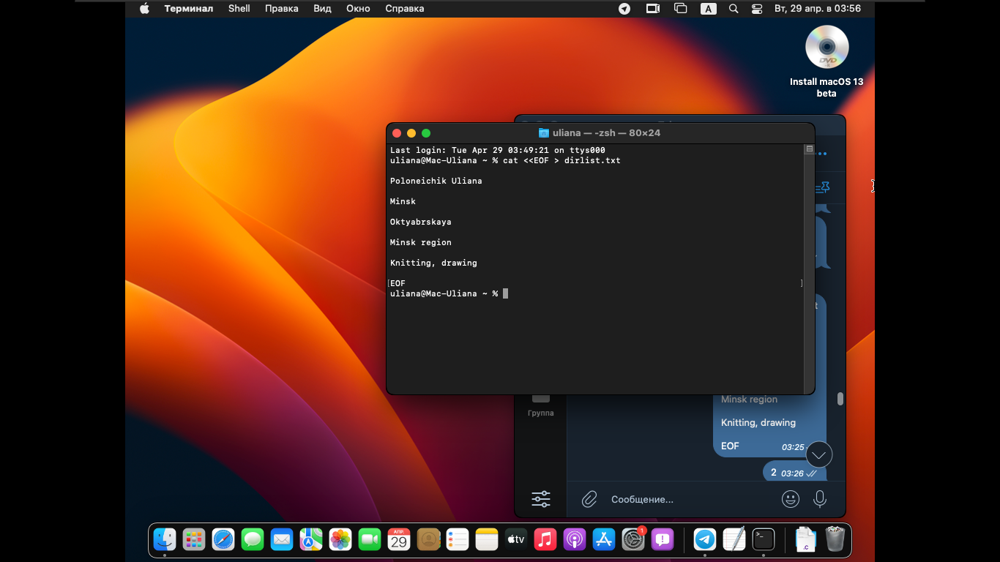 Терминал Shell Правка Вид Окно Справка A Вт, 29 апр. в 03:56
DVD
Install macOS 13
beta
uliana — -zsh — 80×24
Last login: Tue Apr 29 03:49:21 on ttys000
uliana@Mac-Uliana ~ % cat <<EOF > dirlist.txt
Poloneichik Uliana
Minsk
Oktyabrskaya
Minsk region
Knitting, drawing
[EOF ]
uliana@Mac-Uliana ~ %
Minsk region
Группа
Knitting, drawing
EOF 03:25
2 03:26
Сообщение...
АПР.
29
tv
1
>_
.c